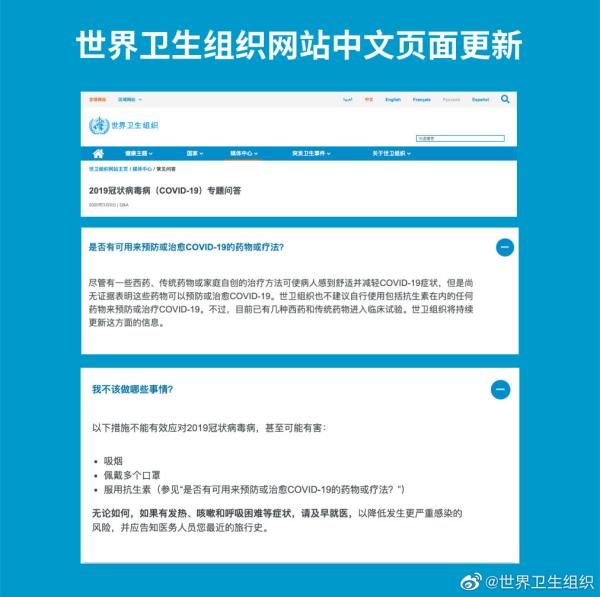 世界卫生组织网站中文页面更新
全球网站 区域网站
العربية 中文 English Français Русский Español
世界卫生组织
健康主题 国家 媒体中心 突发卫生事件 关于世卫组织
世卫组织网站主页 / 媒体中心 / 常见问答
2019冠状病毒病（COVID-19）专题问答
| Q&A
是否有可用来预防或治愈COVID-19的药物或疗法?
尽管有一些西药、传统药物或家庭自创的治疗方法可使病人感到舒适并减轻COVID-19症状，但是尚
无证据表明这些药物可以预防或治愈COVID-19。世卫组织也不建议自行使用包括抗生素在内的任何
药物来预防或治疗COVID-19。不过，目前已有几种西药和传统药物进入临床试验。世卫组织将持续
更新这方面的信息。
我不该做哪些事情?
以下措施不能有效应对2019冠状病毒病，甚至可能有害：
• 吸烟
• 佩戴多个口罩
• 服用抗生素（参见“是否有可用来预防或治愈COVID-19的药物或疗法？”）
无论如何，如果有发热、咳嗽和呼吸困难等症状，请及早就医，以降低发生更严重感染的
风险，并应告知医务人员您最近的旅行史。
@世界卫生组织